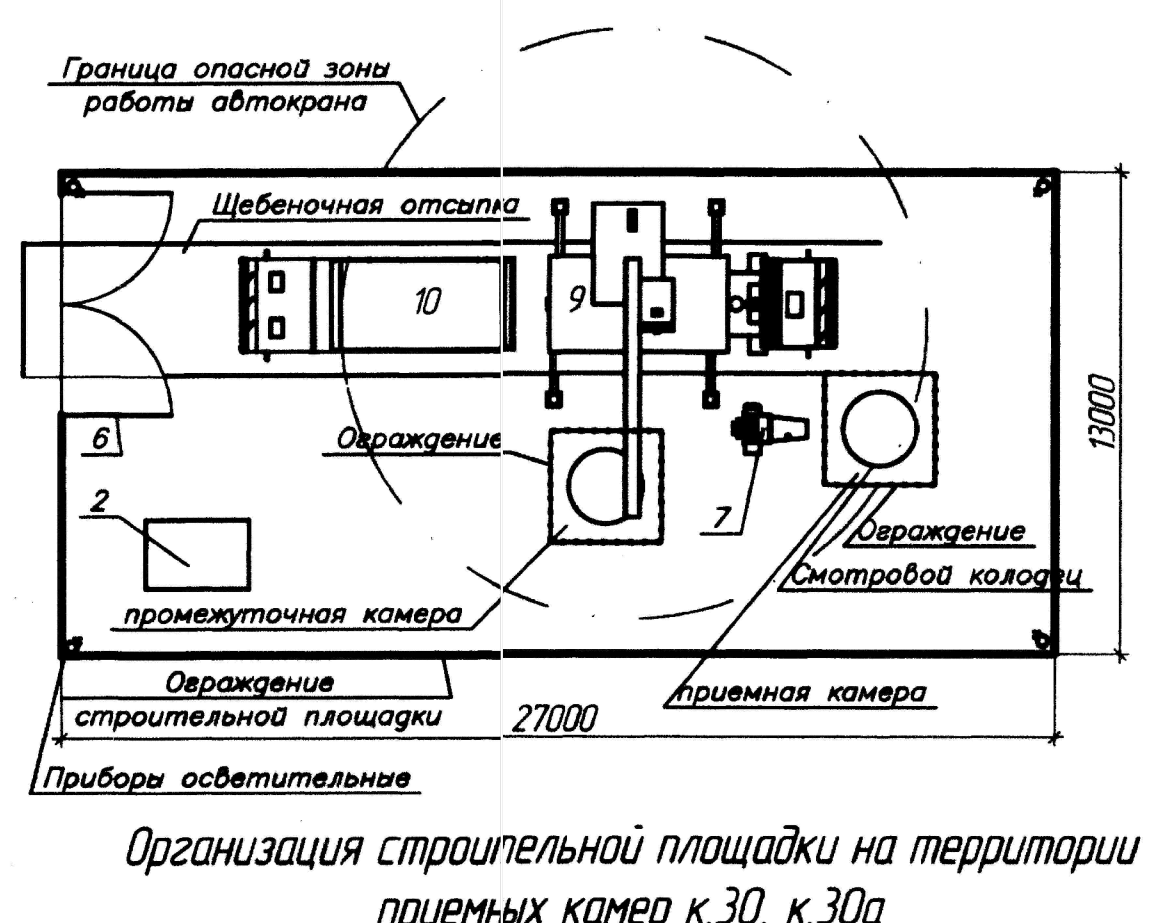 Граница опасной зоны
работы автокрана
Щебеночная отсыпка
10
9
13000
6
Ограждение
2
7
Ограждение
Смотровой колодец
промежуточная камера
Ограждение
строительной площадки
приемная камера
27000
Приборы осветительные
Организация строительной площадки на территории
приемных камер к.30, к.30а